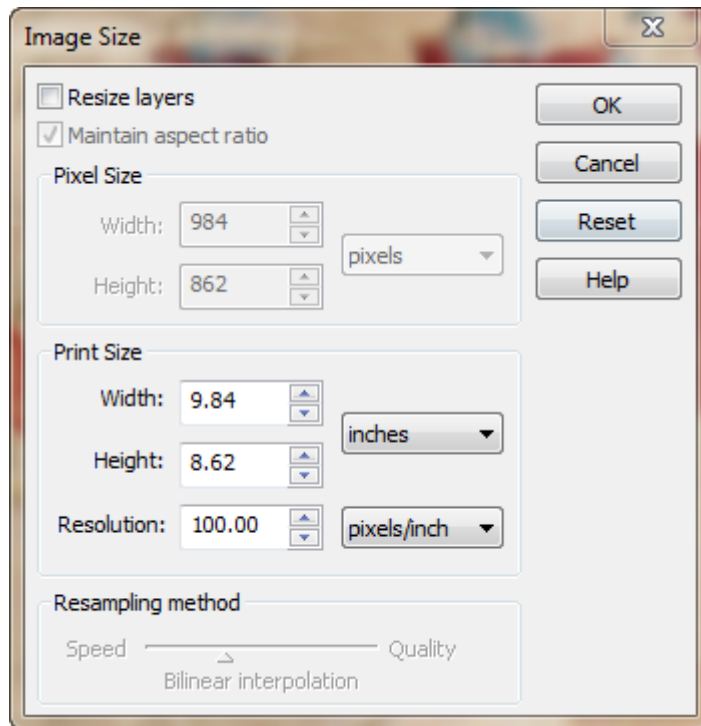 Image Size
Resize layers
OK
Maintain aspect ratio
Cancel
Pixel Size
Width: 984
pixels
Reset
Height: 862
Help
Print Size
Width: 9.84
inches
Height: 8.62
Resolution: 100.00 pixels/inch
Resampling method
Speed Quality
Bilinear interpolation